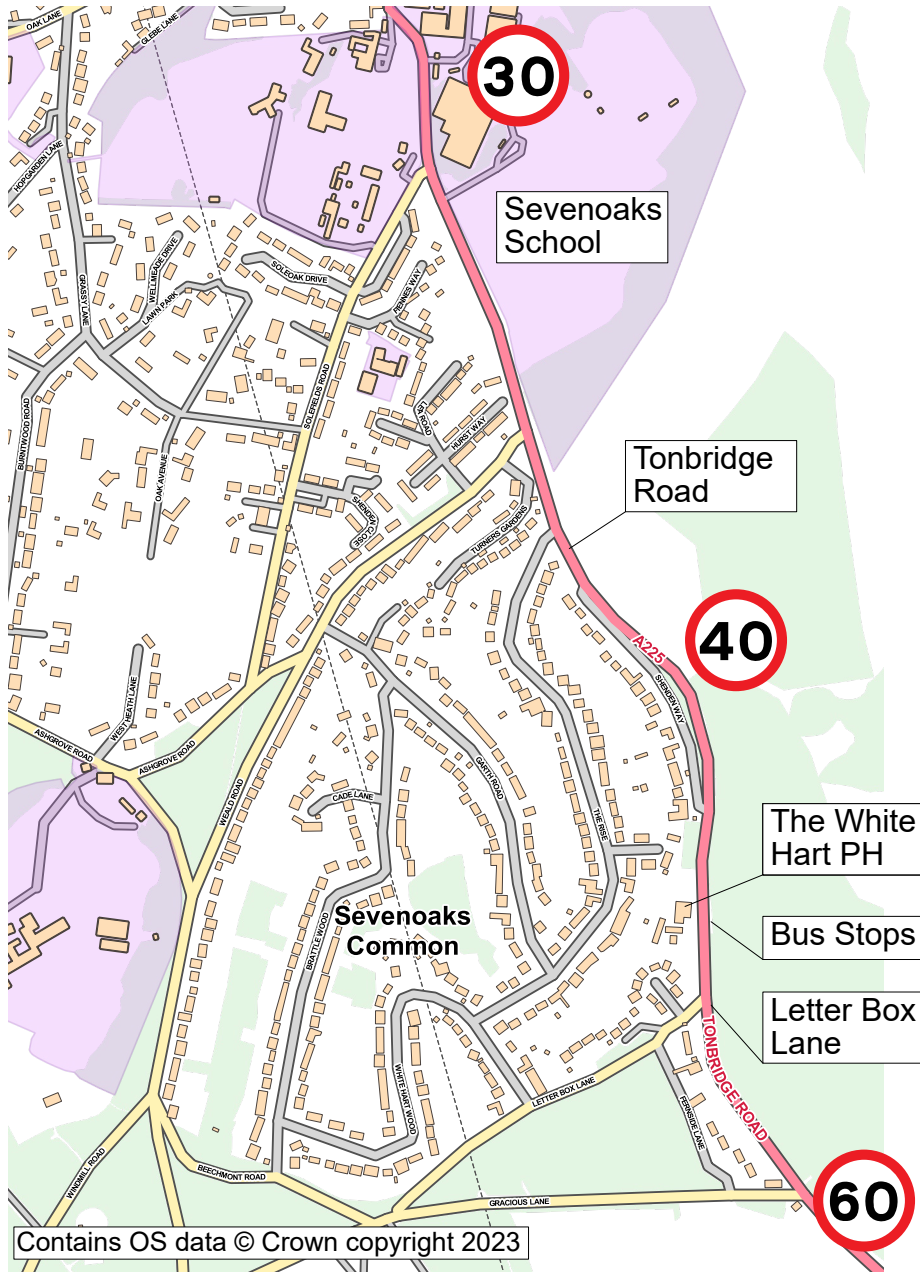 OAK LANE
GLEBE LANE
30
HOPGARDEN LANE
Sevenoaks
School
WELLMEADE DRIVE
SOLEOAK DRIVE
GRASSY LANE
LAWN PARK
FIENNES WAY
BURNTWOOD ROAD
SOLEFIELDS ROAD
LEA ROAD
HURST WAY
Tonbridge
Road
OAK AVENUE
SHENDEN CLOSE
TURNERS GARDENS
A225
40
SHENDEN WAY
WEST HEATH LANE
ASHGROVE ROAD
ASHGROVE ROAD
WEALD ROAD
GARTH ROAD
CADE LANE
THE RISE
The White
Hart PH
Sevenoaks
Common
BRATTLE WOOD
Bus Stops
Letter Box
Lane
TONBRIDGE ROAD
WHITE HART WOOD
LETTER BOX LANE
FERNSIDE LANE
WINDMILL ROAD
BEECHMONT ROAD
GRACIOUS LANE
60
Contains OS data © Crown copyright 2023